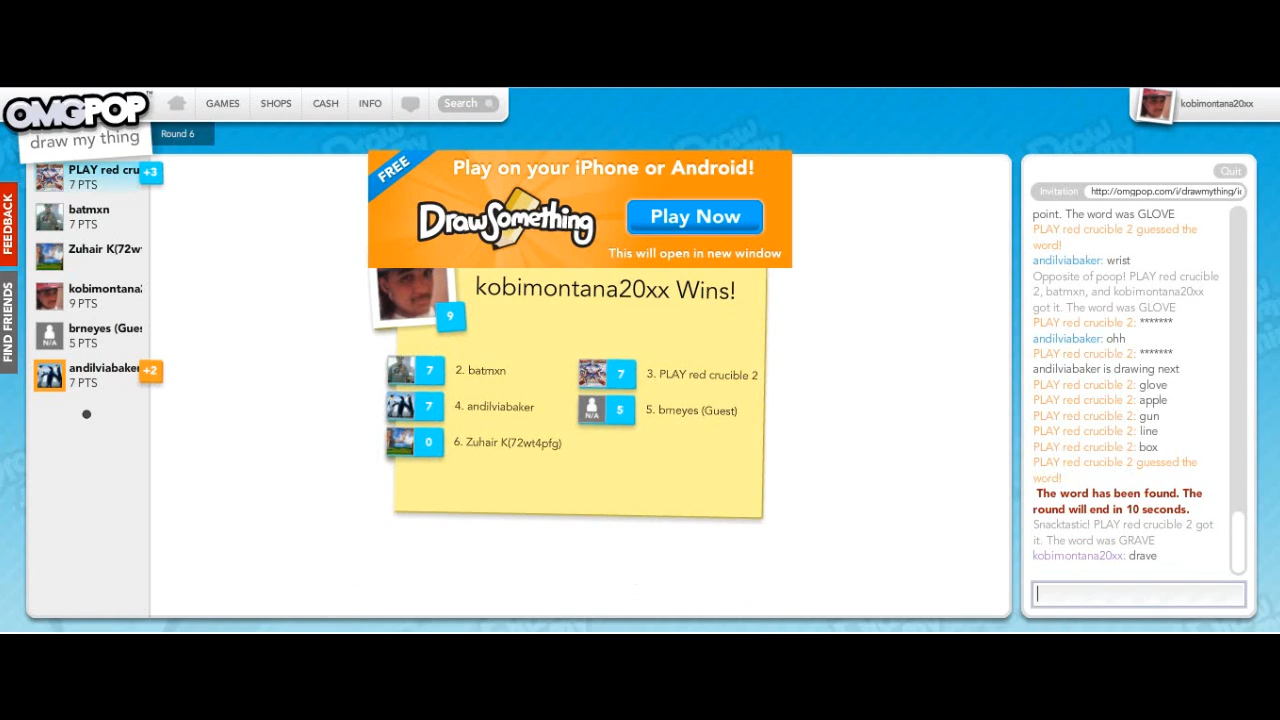 OMGPOP
draw my thing
GAMES
SHOPS
CASH
INFO
Search
kobimontana20xx
Round 6
FEEDBACK
FIND FRIENDS
PLAY red cru
7 PTS
+3
batmxn
7 PTS
Zuhair K(72w
kobimontana
9 PTS
N/A
brneyes (Gues
5 PTS
andilviabaker
7 PTS
+2
FREE
Play on your iPhone or Android!
DrawSomething
Play Now
This will open in new window
kobimontana20xx Wins!
9
7
2. batmxn
7
3. PLAY red crucible 2
7
4. andilviabaker
N/A
5
5. brneyes (Guest)
0
6. Zuhair K(72wt4pfg)
Quit
Invitation
http://omgpop.com/i/drawmything/i
point. The word was GLOVE
PLAY red crucible 2 guessed the
word!
andilviabaker: wrist
Opposite of poop! PLAY red crucible
2, batmxn, and kobimontana20xx
got it. The word was GLOVE
PLAY red crucible 2: *******
andilviabaker: ohh
PLAY red crucible 2: *******
andilviabaker is drawing next
PLAY red crucible 2: glove
PLAY red crucible 2: apple
PLAY red crucible 2: gun
PLAY red crucible 2: line
PLAY red crucible 2: box
PLAY red crucible 2 guessed the
word!
The word has been found. The
round will end in 10 seconds.
Snacktastic! PLAY red crucible 2 got
it. The word was GRAVE
kobimontana20xx: drave